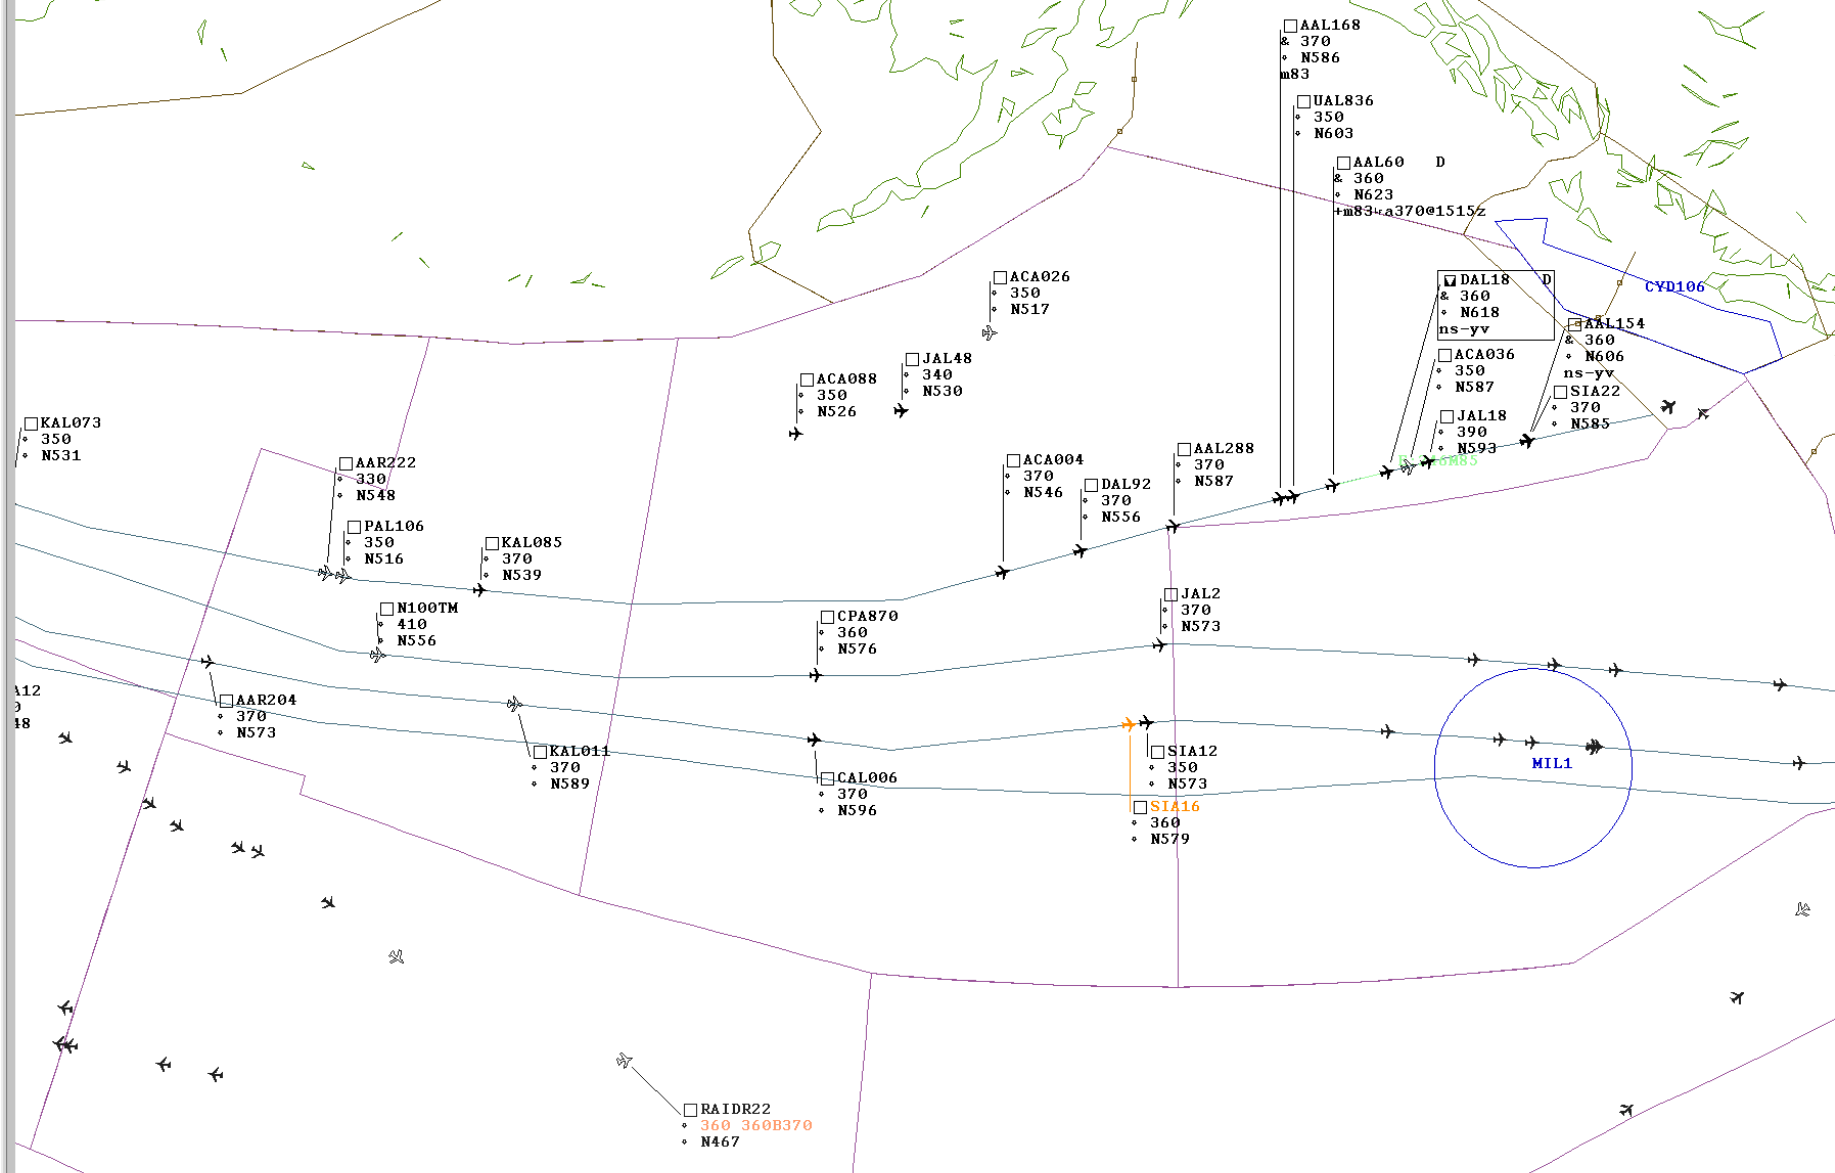 AAL168
& 370
N586
m83
UAL836
350
N603
AAL60 D
& 360
N623
+m83
a370@1515z
ACA026
350
N517
DAL18 D
& 360
N618
ns-yv
CYD106
AAL154
& 360
N606
ns-yv
JAL48
340
N530
ACA036
350
N587
ACA088
350
N526
SIA22
370
N585
KAL073
350
N531
JAL18
390
N593
AAR222
330
N548
ACA004
370
N546
AAL288
370
N587
DAL92
370
N556
PAL106
350
N516
KAL085
370
N539
N100TM
410
N556
CPA870
360
N576
JAL2
370
N573
A12
48
AAR204
370
N573
KAL011
370
N589
CAL006
370
N596
SIA12
350
N573
MIL1
SIA16
360
N579
RAIDR22
360 360B370
N467